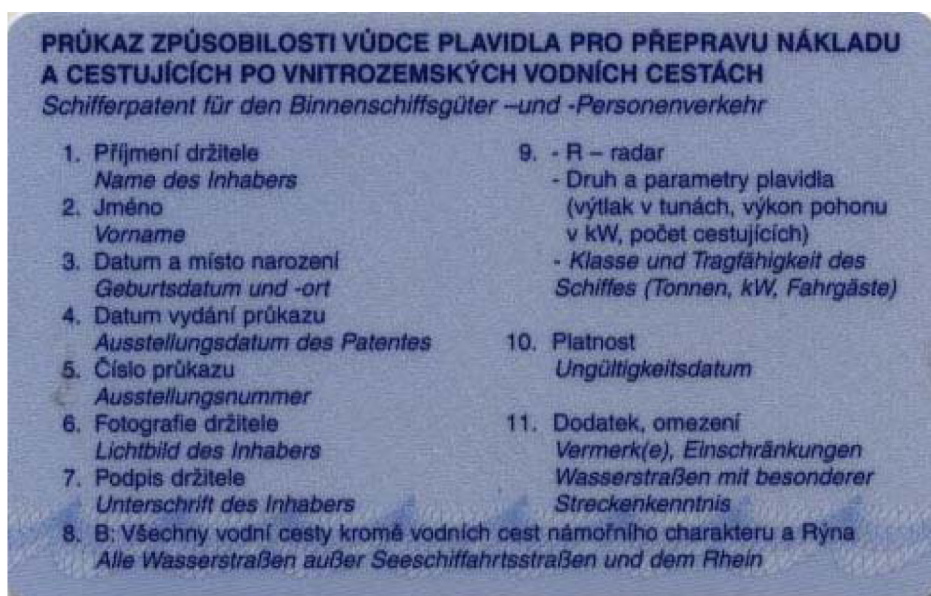 PRŮKAZ ZPŮSOBILOSTI VŮDCE PLAVIDLA PRO PŘEPRAVU NÁKLADU
A CESTUJÍCÍCH PO VNITROZEMSKÝCH VODNÍCH CESTÁCH
Schifferpatent für den Binnenschiffsgüter –und -Personenverkehr
1. Příjmení držitele
Name des Inhabers
2. Jméno
Vorname
3. Datum a místo narození
Geburtsdatum und -ort
4. Datum vydání průkazu
Ausstellungsdatum des Patentes
5. Číslo průkazu
Ausstellungsnummer
6. Fotografie držitele
Lichtbild des Inhabers
7. Podpis držitele
Unterschrift des Inhabers
8. B: Všechny vodní cesty kromě vodních cest námořního charakteru a Rýna
Alle Wasserstraßen außer Seeschiffahrtsstraßen und dem Rhein
9. - R – radar
- Druh a parametry plavidla
(výtlak v tunách, výkon pohonu
v kW, počet cestujících)
- Klasse und Tragfähigkeit des
Schiffes (Tonnen, kW, Fahrgäste)
10. Platnost
Ungültigkeitsdatum
11. Dodatek, omezení
Vermerk(e), Einschränkungen
Wasserstraßen mit besonderer
Streckenkenntnis